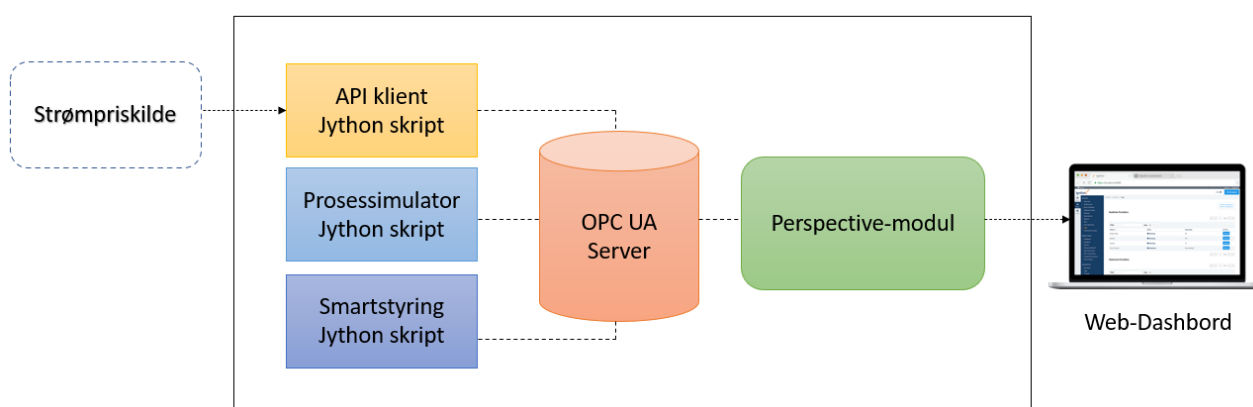 Strømpriskilde
API klient
Jython skript
Prosessimulator
Jython skript
Smartstyring
Jython skript
OPC UA
Server
Perspective-modul
Web-Dashbord